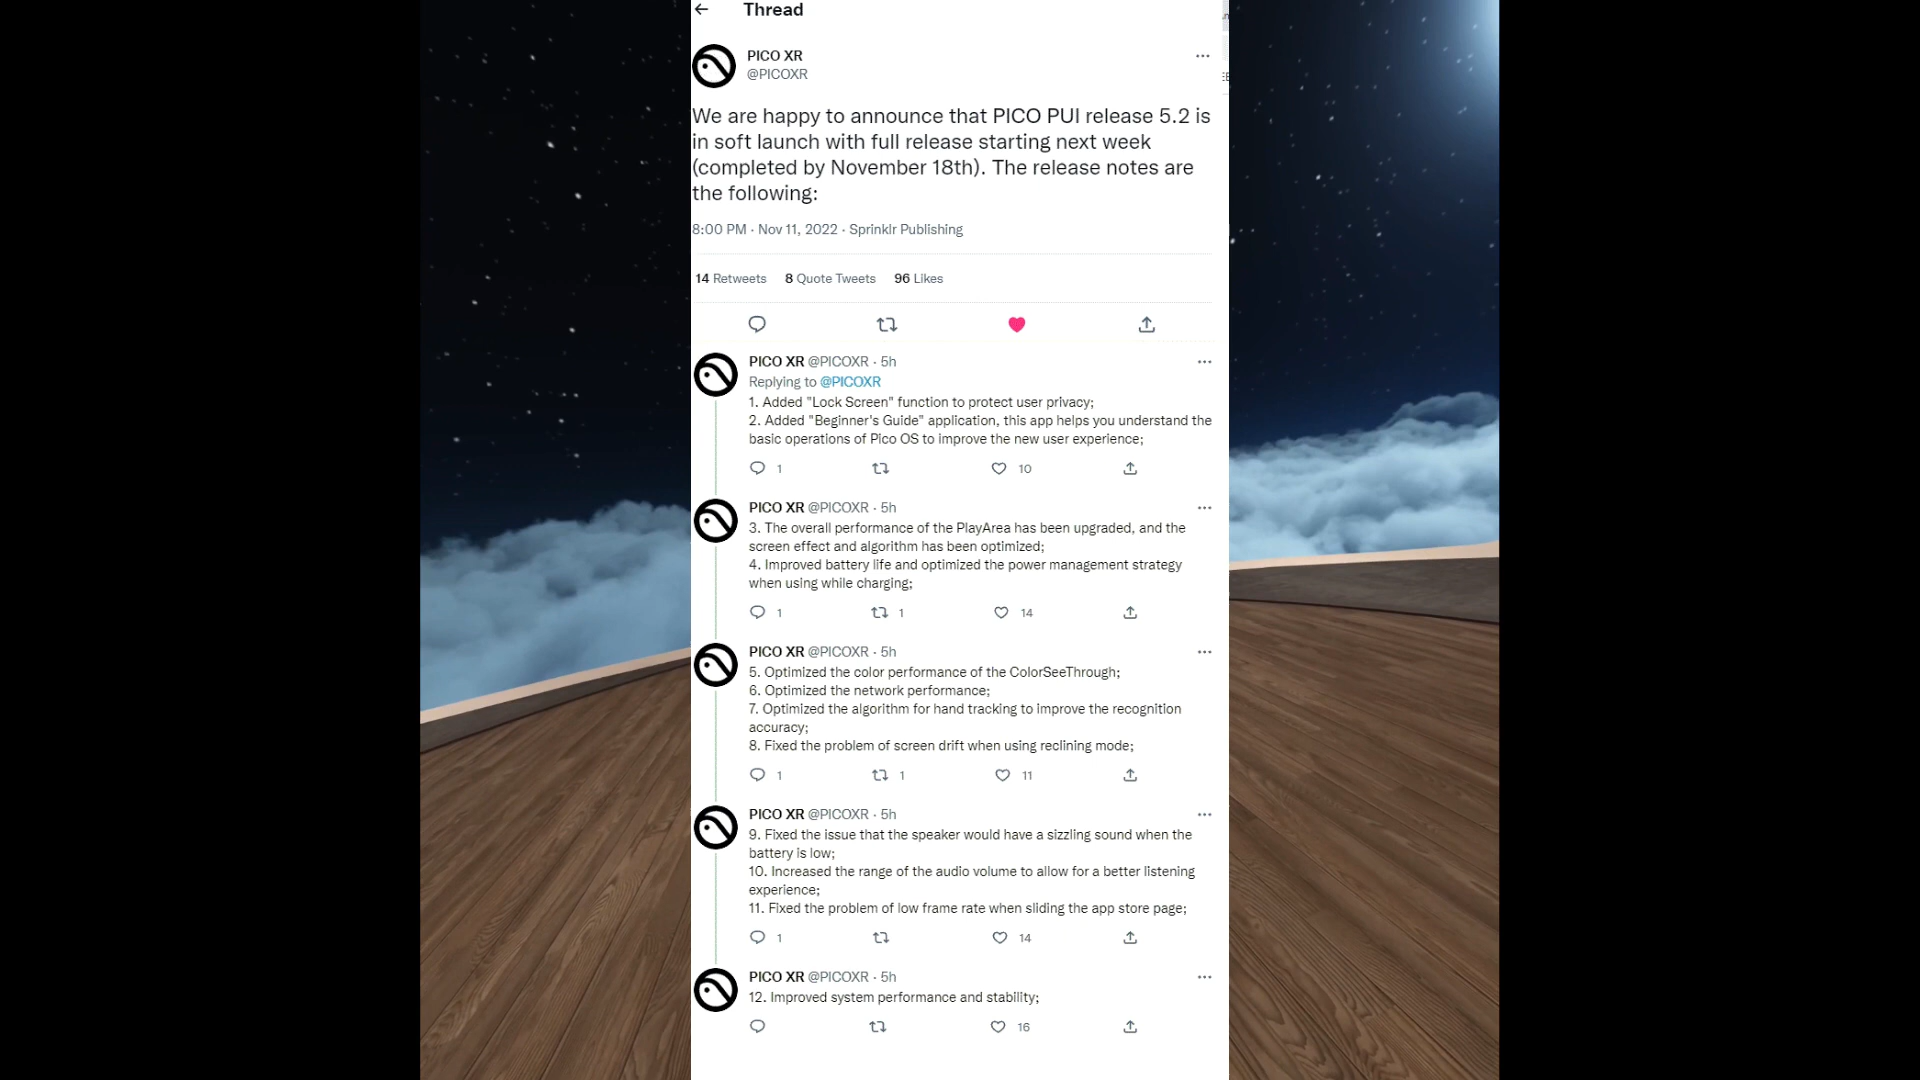 ← Thread
PICO XR
@PICOXR
We are happy to announce that PICO PUI release 5.2 is
in soft launch with full release starting next week
(completed by November 18th). The release notes are
the following:
8:00 PM · Nov 11, 2022 · Sprinklr Publishing
14 Retweets 8 Quote Tweets 96 Likes
PICO XR @PICOXR · 5h
Replying to @PICOXR
1. Added "Lock Screen" function to protect user privacy;
2. Added "Beginner's Guide" application, this app helps you understand the
basic operations of Pico OS to improve the new user experience;
1 10
PICO XR @PICOXR · 5h
3. The overall performance of the PlayArea has been upgraded, and the
screen effect and algorithm has been optimized;
4. Improved battery life and optimized the power management strategy
when using while charging;
1 1 14
PICO XR @PICOXR · 5h
5. Optimized the color performance of the ColorSeeThrough;
6. Optimized the network performance;
7. Optimized the algorithm for hand tracking to improve the recognition
accuracy;
8. Fixed the problem of screen drift when using reclining mode;
1 1 11
PICO XR @PICOXR · 5h
9. Fixed the issue that the speaker would have a sizzling sound when the
battery is low;
10. Increased the range of the audio volume to allow for a better listening
experience;
11. Fixed the problem of low frame rate when sliding the app store page;
1 14
PICO XR @PICOXR · 5h
12. Improved system performance and stability;
16